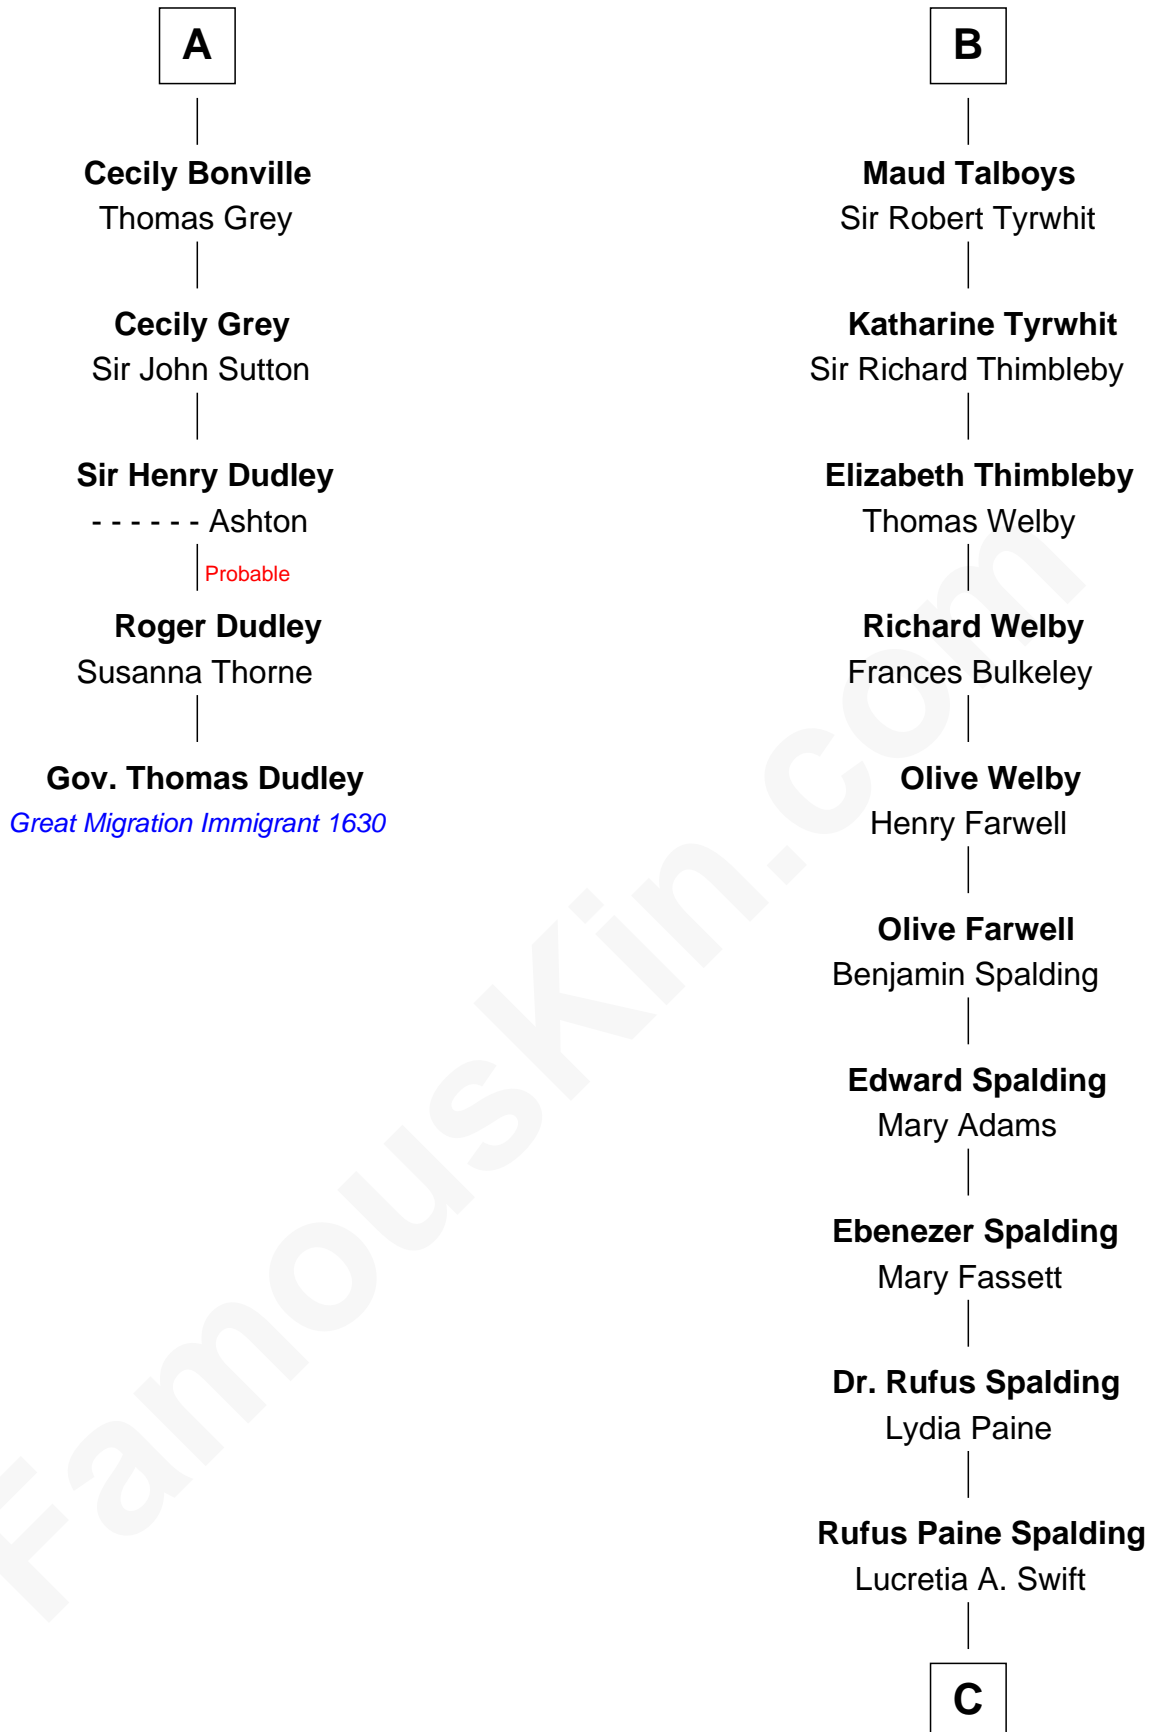 A
Cecily Bonville
Thomas Grey
Cecily Grey
Sir John Sutton
Sir Henry Dudley
- - - - - - Ashton
Probable
Roger Dudley
Susanna Thorne
Gov. Thomas Dudley
Great Migration Immigrant 1630
B
Maud Talboys
Sir Robert Tyrwhit
Katharine Tyrwhit
Sir Richard Thimbleby
Elizabeth Thimbleby
Thomas Welby
Richard Welby
Frances Bulkeley
Olive Welby
Henry Farwell
Olive Farwell
Benjamin Spalding
Edward Spalding
Mary Adams
Ebenezer Spalding
Mary Fassett
Dr. Rufus Spalding
Lydia Paine
Rufus Paine Spalding
Lucretia A. Swift
C
FamousKin.com